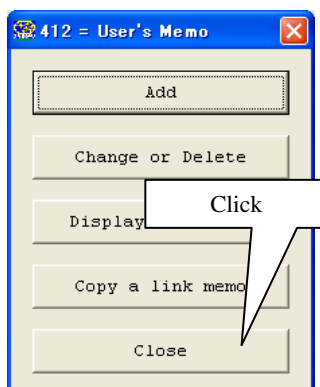 412 = User's Memo
Add
Change or Delete
Click
Display
Copy a link memo
Close